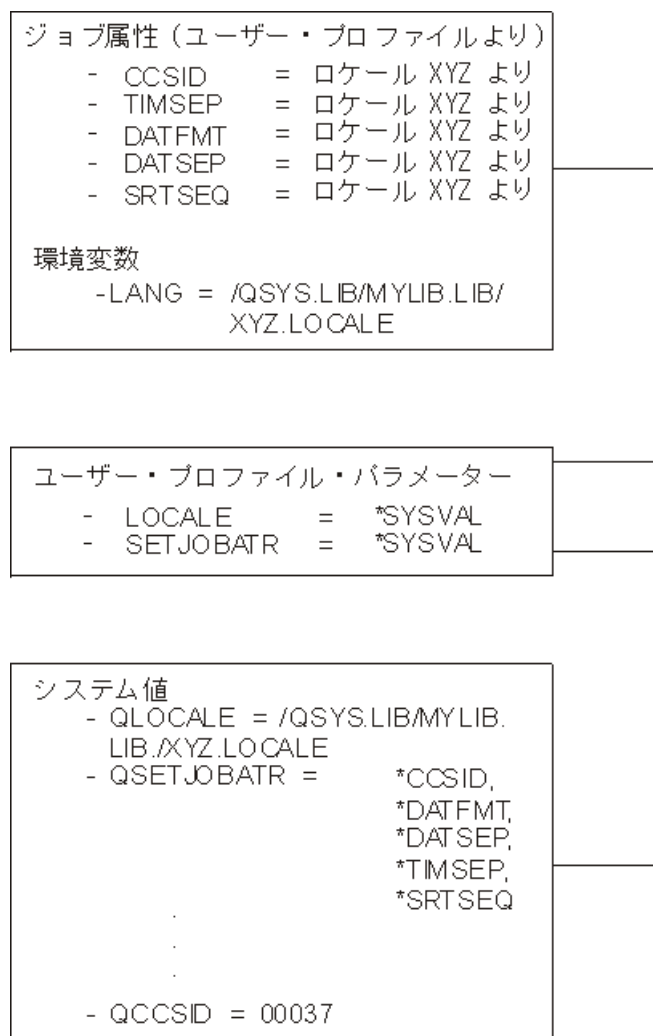 ジョブ属性（ユーザー・プロファイルより）
- CCSID = ロケール XYZ より
- TIMSEP = ロケール XYZ より
- DATFMT = ロケール XYZ より
- DATSEP = ロケール XYZ より
- SRTSEQ = ロケール XYZ より
環境変数
-LANG = /QSYS.LIB/MYLIB.LIB/
XYZ.LOCALE
ユーザー・プロファイル・パラメーター
- LOCALE = *SYSVAL
- SETJOBATR = *SYSVAL
システム値
- QLOCALE = /QSYS.LIB/MYLIB.
LIB./XYZ.LOCALE
- QSETJOBATR = *CCSID,
*DATFMT,
*DATSEP,
*TIMSEP,
*SRTSEQ
.
.
.
- QCCSID = 00037